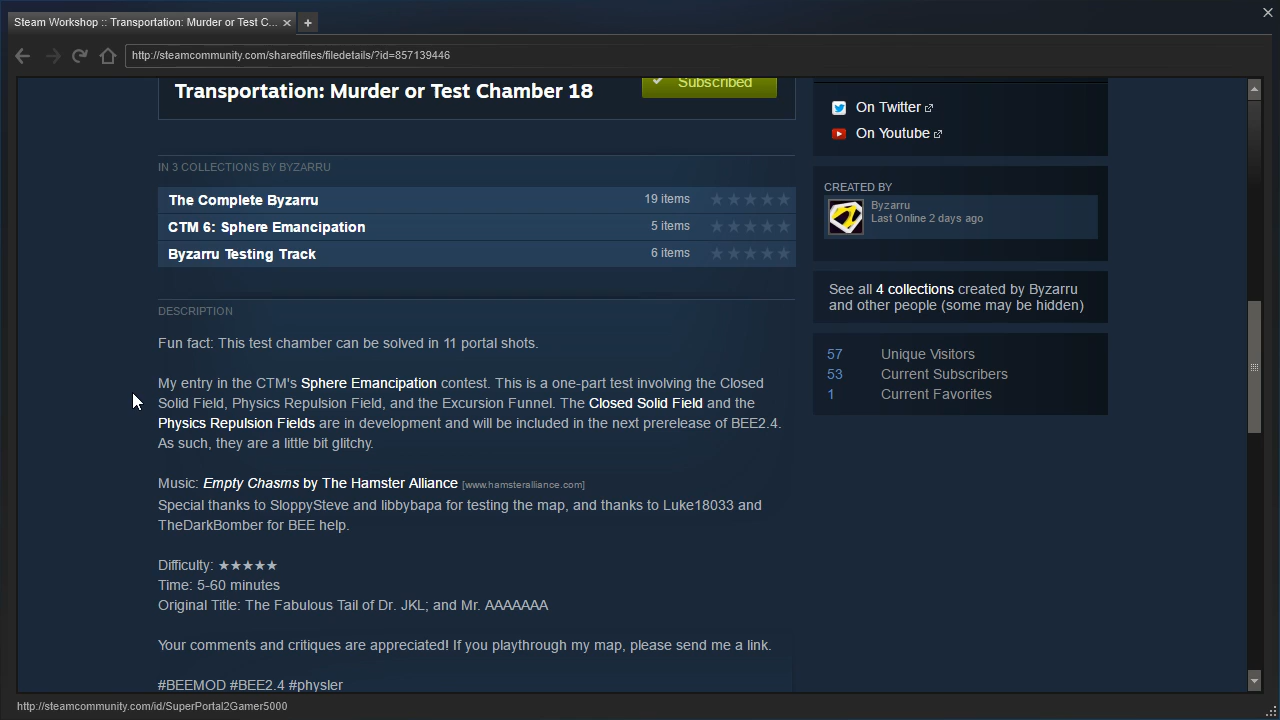 Steam Workshop :: Transportation: Murder or Test C...
http://steamcommunity.com/sharedfiles/filedetails/?id=857139446
Transportation: Murder or Test Chamber 18
Subscribed
IN 3 COLLECTIONS BY BYZARRU
The Complete Byzarru 19 items
CTM 6: Sphere Emancipation 5 items
Byzarru Testing Track 6 items
DESCRIPTION
Fun fact: This test chamber can be solved in 11 portal shots.
My entry in the CTM's Sphere Emancipation contest. This is a one-part test involving the Closed
Solid Field, Physics Repulsion Field, and the Excursion Funnel. The Closed Solid Field and the
Physics Repulsion Fields are in development and will be included in the next prerelease of BEE2.4.
As such, they are a little bit glitchy.
Music: Empty Chasms by The Hamster Alliance [www.hamsteralliance.com]
Special thanks to SloppySteve and libbybapa for testing the map, and thanks to Luke18033 and
TheDarkBomber for BEE help.
Difficulty: ★★★★★
Time: 5-60 minutes
Original Title: The Fabulous Tail of Dr. JKL; and Mr. AAAAAAA
Your comments and critiques are appreciated! If you playthrough my map, please send me a link.
#BEEMOD #BEE2.4 #physler
On Twitter
On Youtube
CREATED BY
Byzarru
Last Online 2 days ago
See all 4 collections created by Byzarru
and other people (some may be hidden)
57 Unique Visitors
53 Current Subscribers
1 Current Favorites
http://steamcommunity.com/id/SuperPortal2Gamer5000